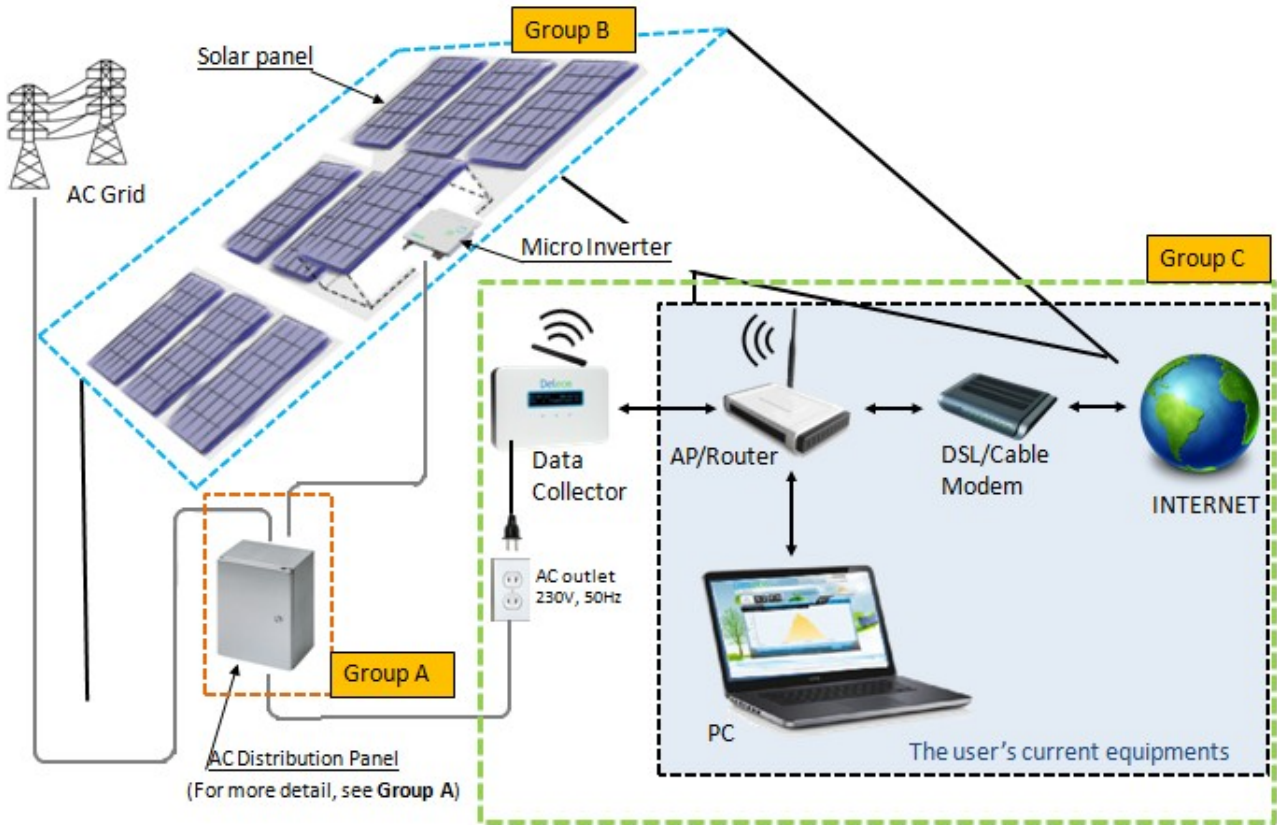 Group B
Solar panel
AC Grid
Micro Inverter
Group C
Data
Collector
AP/Router
DSL/Cable
Modem
INTERNET
AC outlet
230V, 50Hz
Group A
PC
The user's current equipments
AC Distribution Panel
(For more detail, see Group A)